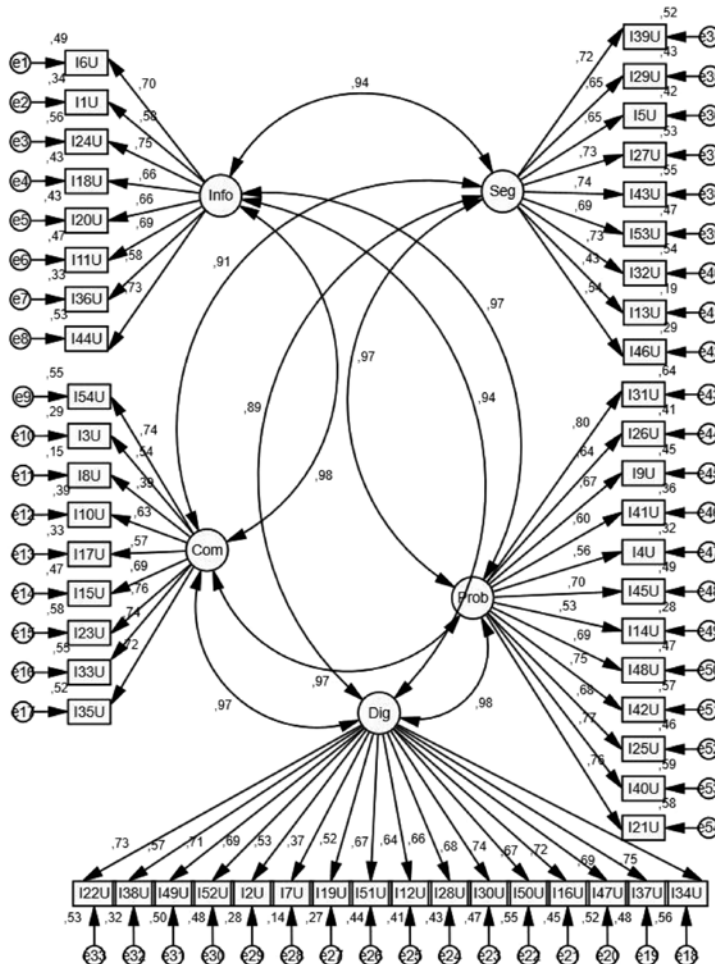 ,49
e1 I6U ,70
,34
e2 I1U ,58
,56
e3 I24U ,75
,43
e4 I18U ,66
,43
e5 I20U ,66
,47
e6 I11U ,69
,33
e7 I36U ,58
,53
e8 I44U ,73
Info
,94
Seg
,52
,72 I39U
,43
,65 I29U
,42
,65 I5U
,53
,73 I27U
,55
,74 I43U
,47
,69 I53U
,54
,73 I32U
,19
,43 I13U
,29
,54 I46U
,91
,97
,97
,89
,94
,98
,55
e9 I54U ,74
,29
e10 I3U ,54
,15
e11 I8U ,39
,39
e12 I10U ,63
,33
e13 I17U ,57
,47
e14 I15U ,69
,58
e15 I23U ,76
,55
e16 I33U ,74
,52
e17 I35U ,72
Com
Prob
,64
,80 I31U
,41
,64 I26U
,45
,67 I9U
,36
,60 I41U
,32
,56 I4U
,49
,70 I45U
,28
,53 I14U
,47
,69 I48U
,57
,75 I42U
,46
,68 I25U
,59
,77 I40U
,58
,76 I21U
,97
,97
,98
Dig
,73 ,57 ,71 ,69 ,53 ,37 ,52 ,67 ,64 ,66 ,68 ,74 ,67 ,72 ,69 ,75
I22U I38U I49U I52U I2U I7U I19U I51U I12U I28U I30U I50U I16U I47U I37U I34U
,53 ,32 ,50 ,48 ,28 ,14 ,27 ,44 ,41 ,43 ,47 ,55 ,45 ,52 ,48 ,56
e33 e32 e31 e30 e29 e28 e27 e26 e25 e24 e23 e22 e21 e20 e19 e18